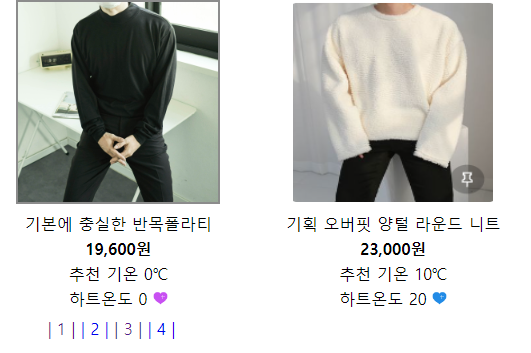 기본에 충실한 반목폴라티
19,600원
추천 기온 0℃
하트온도 0
기획 오버핏 양털 라운드 니트
23,000원
추천 기온 10℃
하트온도 20
| 1 | | 2 | | 3 | | 4 |